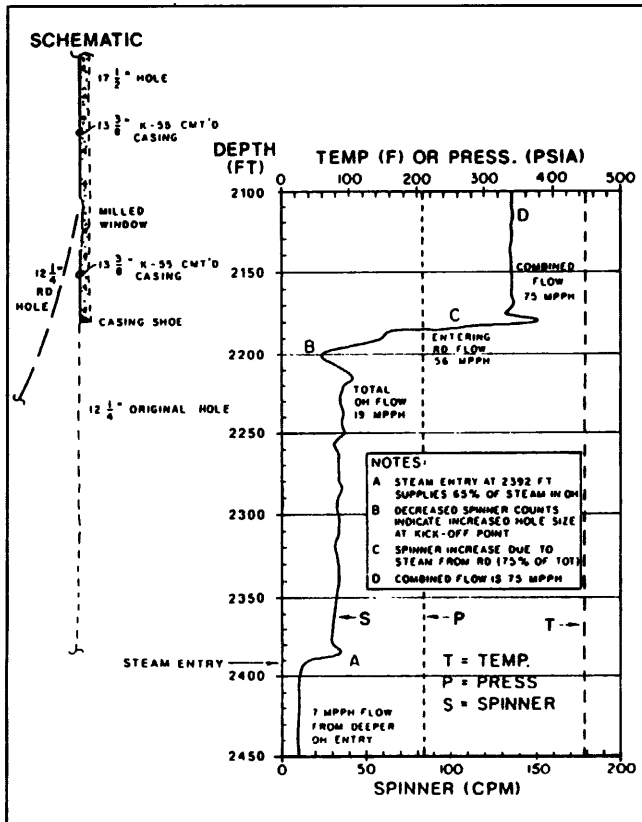 SCHEMATIC
17 1/2" HOLE
13 3/8" K-55 CMT'D
CASING
MILLED
WINDOW
13 3/8" K-55 CMT'D
CASING
12 1/4"
RD
HOLE
CASING SHOE
12 1/4" ORIGINAL HOLE
STEAM ENTRY
DEPTH
(FT)
TEMP (F) OR PRESS. (PSIA)
0 100 200 300 400 500
2100
2150
2200
2250
2300
2350
2400
2450
D
COMBINED
FLOW
75 MPPH
C
ENTERING
RD FLOW
56 MPPH
B
TOTAL
OH FLOW
19 MPPH
NOTES:
A STEAM ENTRY AT 2392 FT
SUPPLIES 65% OF STEAM IN OH
B DECREASED SPINNER COUNTS
INDICATE INCREASED HOLE SIZE
AT KICK-OFF POINT
C SPINNER INCREASE DUE TO
STEAM FROM RD (75% OF TOT)
D COMBINED FLOW IS 75 MPPH
S P T
A
T = TEMP.
P = PRESS
S = SPINNER
7 MPPH FLOW
FROM DEEPER
OH ENTRY
0 50 100 150 200
SPINNER (CPM)